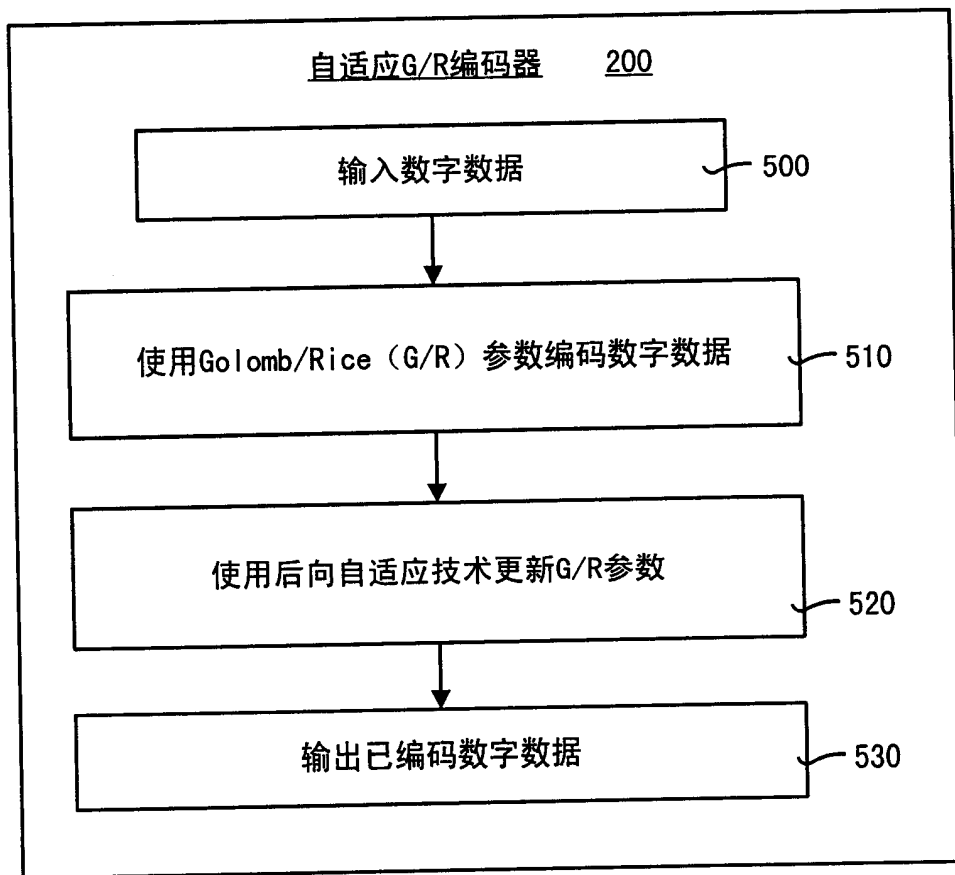 自适应G/R编码器 200
输入数字数据 500
使用Golomb/Rice（G/R）参数编码数字数据 510
使用后向自适应技术更新G/R参数 520
输出已编码数字数据 530